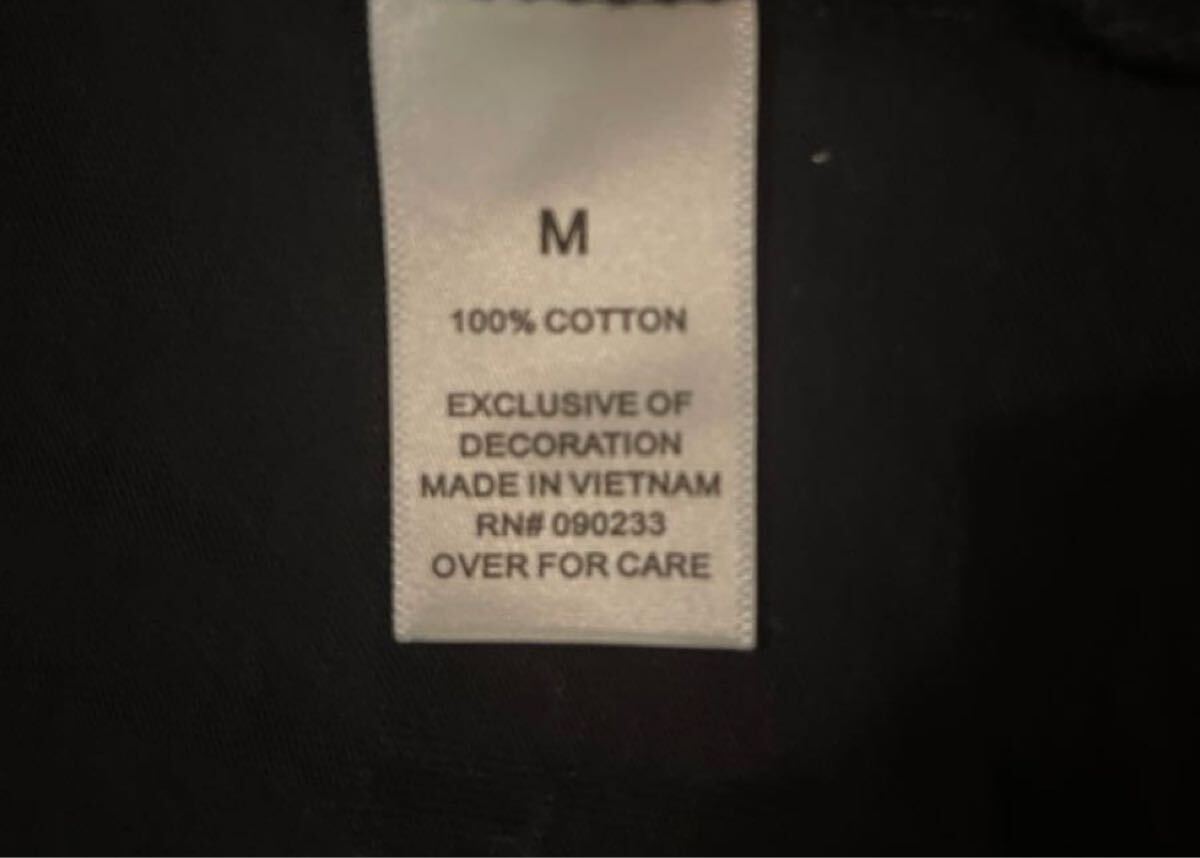 M
100% COTTON
EXCLUSIVE OF
DECORATION
MADE IN VIETNAM
RN# 090233
OVER FOR CARE